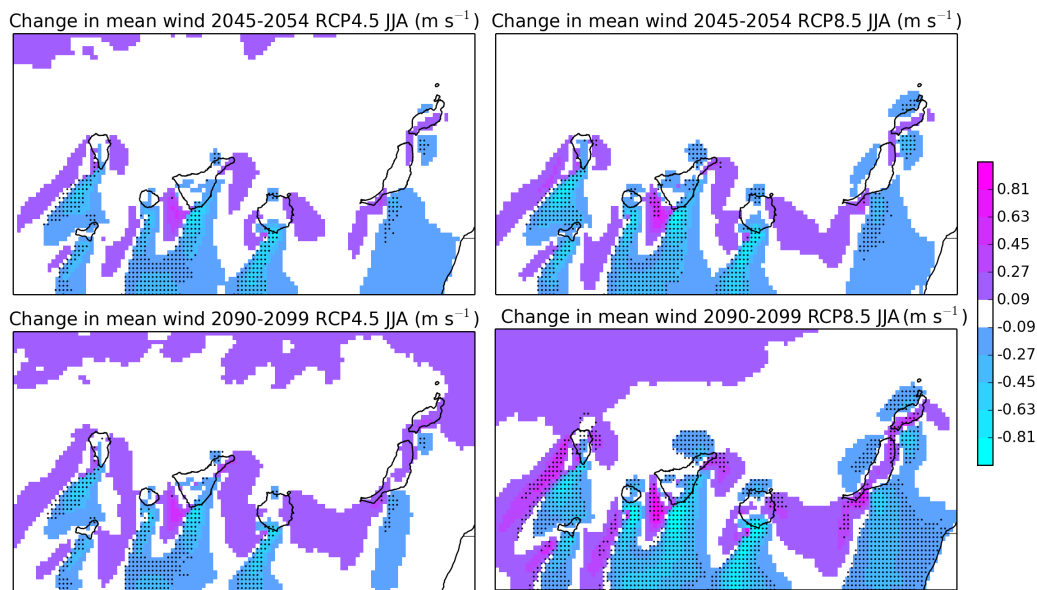 Change in mean wind 2045-2054 RCP4.5 JJA (m s⁻¹)
Change in mean wind 2045-2054 RCP8.5 JJA (m s⁻¹)
0.81
0.63
0.45
0.27
0.09
-0.09
-0.27
-0.45
-0.63
-0.81
Change in mean wind 2090-2099 RCP4.5 JJA (m s⁻¹)
Change in mean wind 2090-2099 RCP8.5 JJA (m s⁻¹)